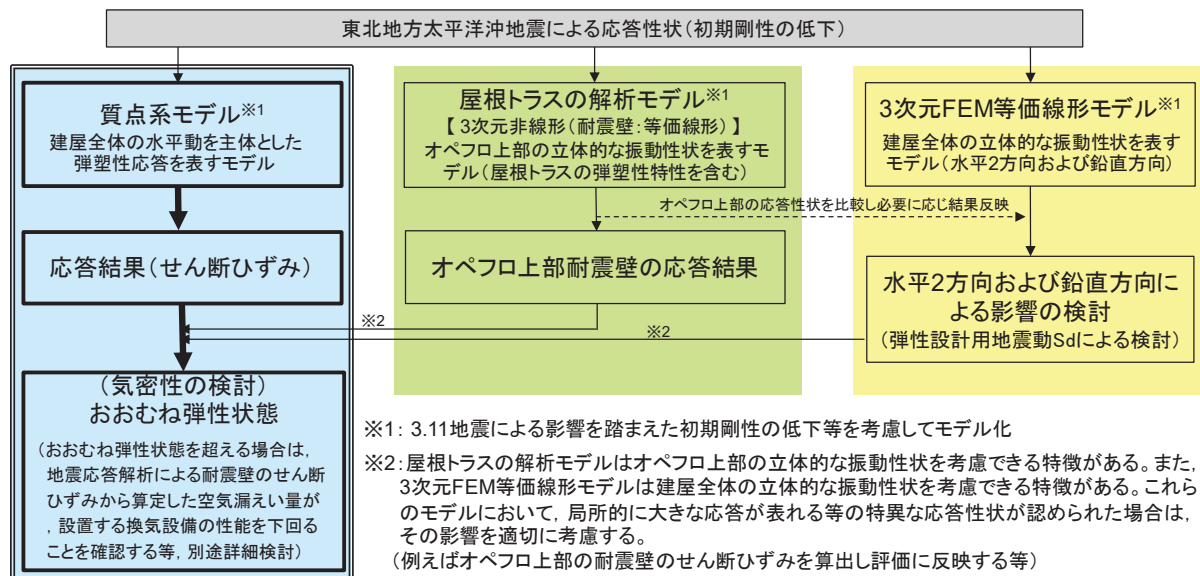 東北地方太平洋沖地震による応答性状(初期剛性の低下)
質点系モデル※1
建屋全体の水平動を主体とした
弾塑性応答を表すモデル
応答結果(せん断ひずみ)
(気密性の検討)
おおむね弾性状態
(おおむね弾性状態を超える場合は,
地震応答解析による耐震壁のせん断
ひずみから算定した空気漏えい量が
,設置する換気設備の性能を下回る
ことを確認する等,別途詳細検討)
屋根トラスの解析モデル※1
【3次元非線形(耐震壁:等価線形)】
オペフロ上部の立体的な振動性状を表すモ
デル(屋根トラスの弾塑性特性を含む)
オペフロ上部の応答性状を比較し必要に応じ結果反映
オペフロ上部耐震壁の応答結果
※2
※2
3次元FEM等価線形モデル※1
建屋全体の立体的な振動性状を表す
モデル(水平2方向および鉛直方向)
水平2方向および鉛直方向に
よる影響の検討
(弾性設計用地震動Sdによる検討)
※1: 3.11地震による影響を踏まえた初期剛性の低下等を考慮してモデル化
※2:屋根トラスの解析モデルはオペフロ上部の立体的な振動性状を考慮できる特徴がある。また,
3次元FEM等価線形モデルは建屋全体の立体的な振動性状を考慮できる特徴がある。これら
のモデルにおいて,局所的に大きな応答が表れる等の特異な応答性状が認められた場合は,
その影響を適切に考慮する。
(例えばオペフロ上部の耐震壁のせん断ひずみを算出し評価に反映する等)